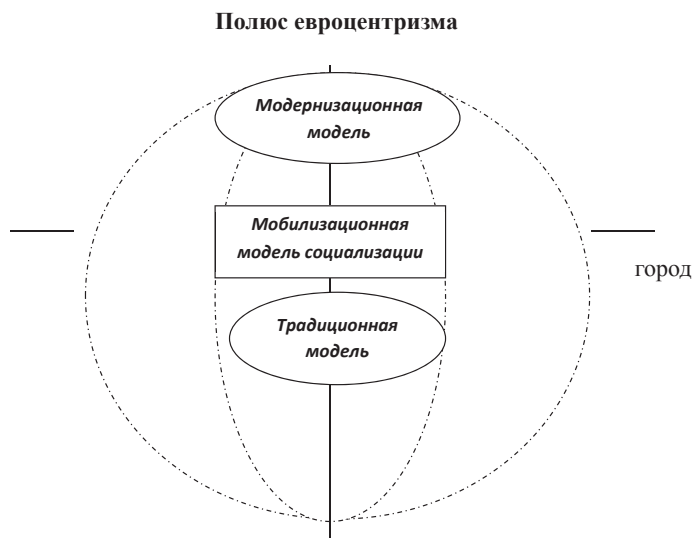 Полюс евроцентризма
Модернизационная
модель
Мобилизационная
модель социализации
город
Традиционная
модель